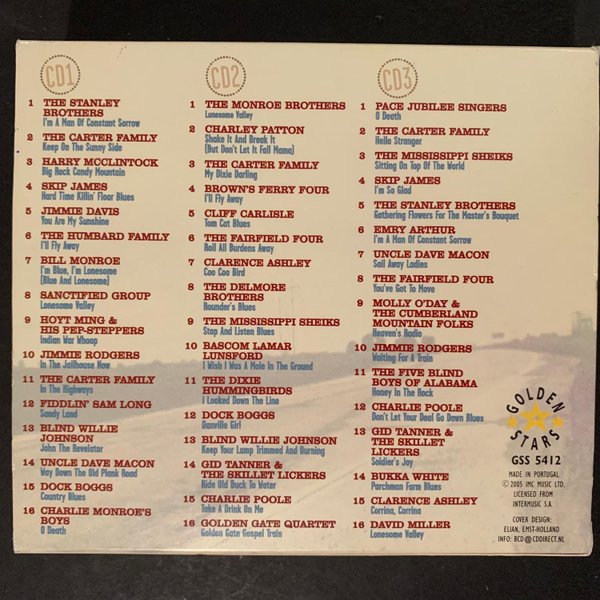 CD1
1 THE STANLEY
BROTHERS
I'm A Man Of Constant Sorrow
2 THE CARTER FAMILY
Keep On The Sunny Side
3 HARRY MCCLINTOCK
Big Rock Candy Mountain
4 SKIP JAMES
Hard Time Killin' Floor Blues
5 JIMMIE DAVIS
You Are My Sunshine
6 THE HUMBARD FAMILY
I'll Fly Away
7 BILL MONROE
I'm Blue, I'm Lonesome
(Blue And Lonesome)
8 SANCTIFIED GROUP
Lonesome Valley
9 HOYT MING &
HIS PEP-STEPPERS
Indian War Whoop
10 JIMMIE RODGERS
In The Jailhouse Now
11 THE CARTER FAMILY
In The Highways
12 FIDDLIN' SAM LONG
Sandy Land
13 BLIND WILLIE
JOHNSON
John The Revelator
14 UNCLE DAVE MACON
Way Down The Old Plank Road
15 DOCK BOGGS
Country Blues
16 CHARLIE MONROE'S
BOYS
O Death
CD2
1 THE MONROE BROTHERS
Lonesome Valley
2 CHARLEY PATTON
Shake It And Break It
(But Don't Let It Fall Mama)
3 THE CARTER FAMILY
My Dixie Darling
4 BROWN'S FERRY FOUR
I'll Fly Away
5 CLIFF CARLISLE
Tom Cat Blues
6 THE FAIRFIELD FOUR
Roll All Burdens Away
7 CLARENCE ASHLEY
Coo Coo Bird
8 THE DELMORE
BROTHERS
Rounder's Blues
9 THE MISSISSIPPI SHEIKS
Stop And Listen Blues
10 BASCOM LAMAR
LUNSFORD
I Wish I Was A Mole In The Ground
11 THE DIXIE
HUMMINGBIRDS
I Looked Down The Line
12 DOCK BOGGS
Danville Girl
13 BLIND WILLIE JOHNSON
Keep Your Lamp Trimmed And Burning
14 GID TANNER &
THE SKILLET LICKERS
Ride Old Buck To Water
15 CHARLIE POOLE
Take A Drink On Me
16 GOLDEN GATE QUARTET
Golden Gate Gospel Train
CD3
1 PACE JUBILEE SINGERS
O Death
2 THE CARTER FAMILY
Hello Stranger
3 THE MISSISSIPPI SHEIKS
Sitting On Top Of The World
4 SKIP JAMES
I'm So Glad
5 THE STANLEY BROTHERS
Gathering Flowers For The Master's Bouquet
6 EMRY ARTHUR
I'm A Man Of Constant Sorrow
7 UNCLE DAVE MACON
Sail Away Ladies
8 THE FAIRFIELD FOUR
You've Got To Move
9 MOLLY O'DAY &
THE CUMBERLAND
MOUNTAIN FOLKS
Heaven's Radio
10 JIMMIE RODGERS
Waiting For A Train
11 THE FIVE BLIND
BOYS OF ALABAMA
Honey In The Rock
12 CHARLIE POOLE
Don't Let Your Deal Go Down Blues
13 GID TANNER &
THE SKILLET
LICKERS
Soldier's Joy
14 BUKKA WHITE
Parchman Farm Blues
15 CLARENCE ASHLEY
Corrina, Corrina
16 DAVID MILLER
Lonesome Valley
GOLDEN
STARS
GSS 5412
MADE IN PORTUGAL
©2005 IMC MUSIC LTD.
LICENSED FROM
INTERMUSIC S.A.
COVER DESIGN:
ELJAN, EMST-HOLLAND
INFO: BCD@CDDIRECT.NL